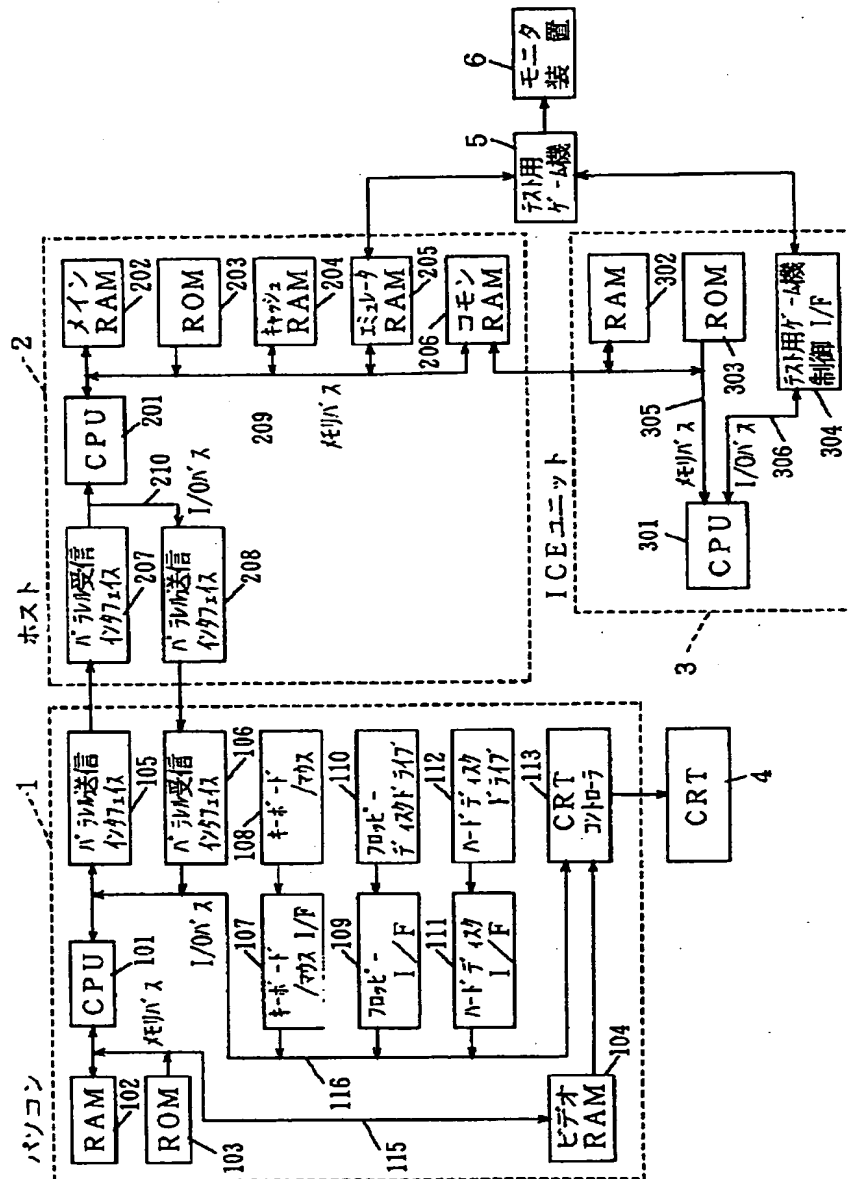 パソコン
1
RAM
102
ROM
103
CPU
101
メモリバス
115
I/Oバス
116
パラレル送信
インタフェイス
105
パラレル受信
インタフェイス
106
キーボード
/マウス I/F
107
キーボード
/マウス
108
フロッピー
I/F
109
フロッピー
ディスクドライブ
110
ハードディスク
I/F
111
ハードディスク
ドライブ
112
ビデオ
RAM
104
CRT
コントローラ
113
CRT
4
ホスト
2
パラレル受信
インタフェイス
207
パラレル送信
インタフェイス
208
CPU
201
210
I/Oバス
209
メモリバス
メイン
RAM
202
ROM
203
キャッシュ
RAM
204
エミュレータ
RAM
205
コモン
RAM
206
ICEユニット
3
CPU
301
RAM
302
ROM
303
メモリバス
305
I/Oバス
306
テスト用ゲーム機
制御 I/F
304
テスト用
ゲーム機
5
モニタ
装置
6